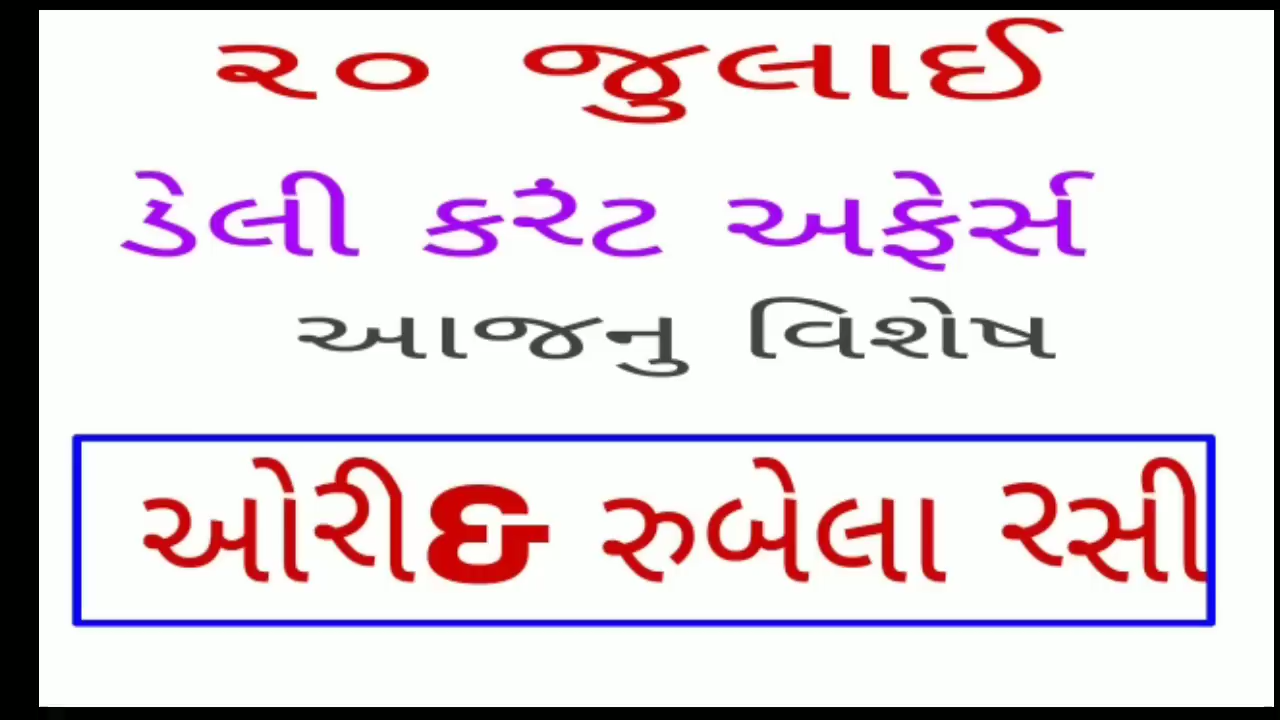 ૨૦ જુલાઈ
ડેલી કરંટ અફેર્સ
આજનુ વિશેષ
ઓરી& રુબેલા રસી